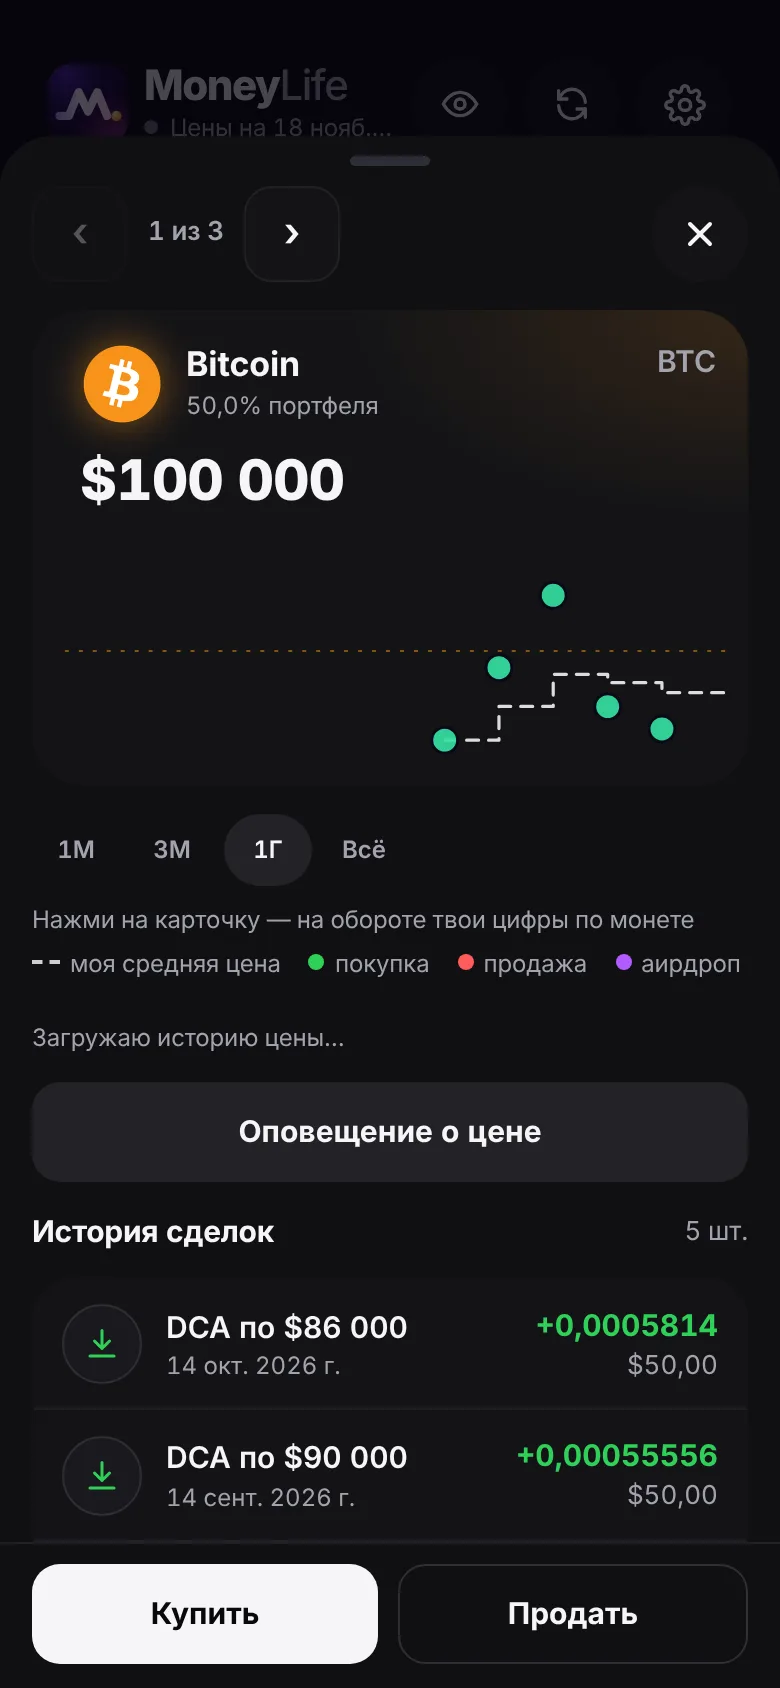 MoneyLife
Цены на 18 нояб....
1 из 3
Bitcoin
BTC
50,0% портфеля
$100 000
1М 3М 1Г Всё
Нажми на карточку — на обороте твои цифры по монете
моя средняя цена покупка продажа аирдроп
Загружаю историю цены...
Оповещение о цене
История сделок 5 шт.
DCA по $86 000 +0,0005814
14 окт. 2026 г. $50,00
DCA по $90 000 +0,00055556
14 сент. 2026 г. $50,00
Купить Продать